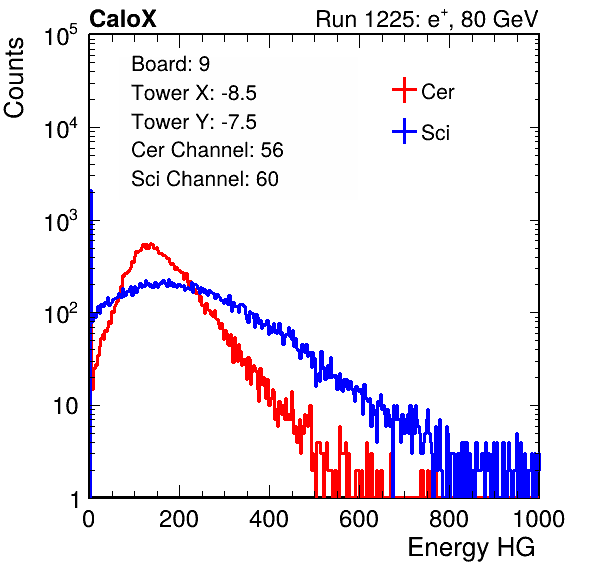 CaloX Run 1225: e⁺, 80 GeV
Counts
Board: 9
Tower X: -8.5
Tower Y: -7.5
Cer Channel: 56
Sci Channel: 60
Cer
Sci
10⁵
10⁴
10³
10²
10
1
0 200 400 600 800 1000
Energy HG